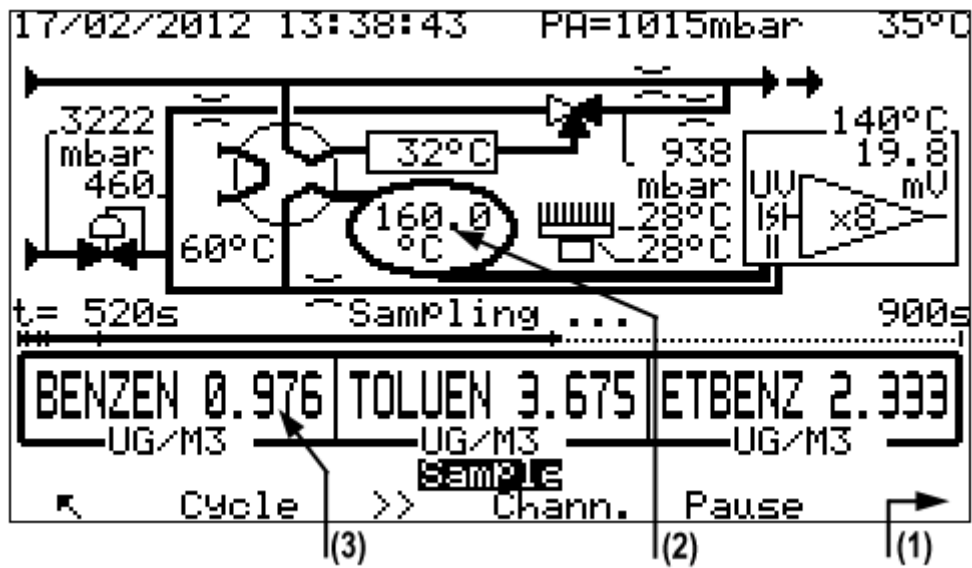 17/02/2012 13:38:43 PA=1015mbar 35°C
3222
mbar
460
60°C
32°C
160.0
°C
938
mbar
28°C
28°C
140°C
19.8
mV
UV
x8
t= 520s Sampling ... 900s
BENZEN 0.976 TOLUEN 3.675 ETBENZ 2.333
UG/M3 UG/M3 UG/M3
Sample
Cycle >> Chann. Pause
(3) (2) (1)